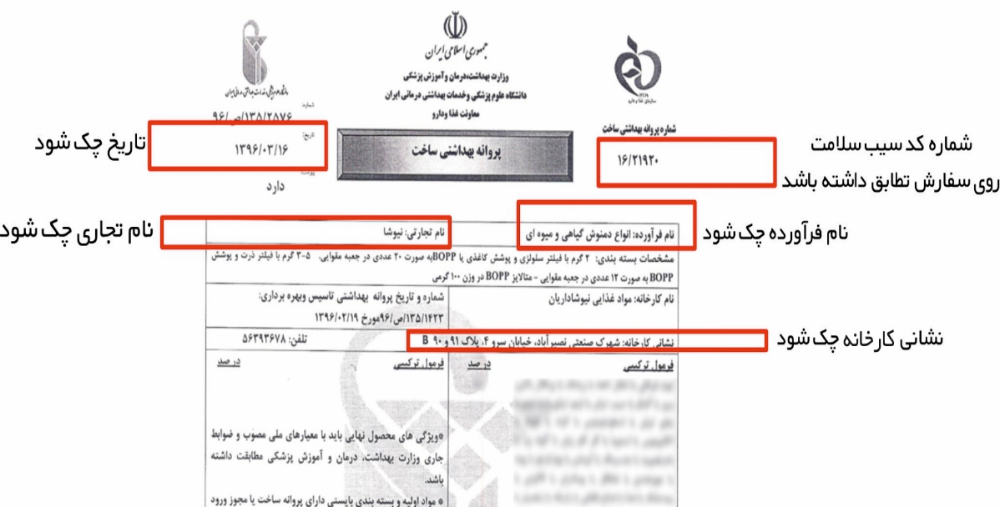 جمهوری اسلامی ایران
وزارت بهداشت،درمان وآموزش پزشکی
دانشگاه علوم پزشکی وخدمات بهداشتی درمانی ایران
معاونت غذا ودارو
پروانه بهداشتی ساخت
سازمان غذا و دارو
شماره پروانه بهداشتی ساخت
۱۶/۲۱۹۲۰
شماره کد سیب سلامت
روی سفارش تطابق داشته باشد
شماره:
۹۶/ص/۱۳۵/۲۸۷۶
تاریخ:
۱۳۹۶/۰۳/۱۶
تاریخ چک شود
پیوست:
دارد
نام فرآورده چک شود
نام فرآورده: انواع دمنوش گیاهی و میوه ای
نام تجارتی: نیوشا
نام تجاری چک شود
مشخصات بسته بندی: ۲ گرم با فیلتر سلولزی و پوشش کاغذی یا BOPPبه صورت ۲۰ عددی در جعبه مقوایی. ۵-۳ گرم با فیلتر ذرت و پوشش
BOPP به صورت ۱۲ عددی در جعبه مقوایی - متالایز BOPP در وزن ۱۰۰ گرمی
نام کارخانه: مواد غذایی نیوشاداریان
شماره و تاریخ پروانه بهداشتی تاسیس وبهره برداری:
۱۳۵/۱۴۲۳/ص/۹۶مورخ ۱۳۹۶/۰۲/۱۹
نشانی کارخانه چک شود
نشانی کارخانه: شهرک صنعتی نصیرآباد، خیابان سرو ۴، پلاک ۹۱ و ۹۰ B
تلفن: ۵۶۳۹۳۶۷۸
فرمول ترکیبی
در صد
فرمول ترکیبی
در صد
*ویژگی های محصول نهایی باید با معیارهای ملی مصوب و ضوابط
جاری وزارت بهداشت، درمان و آموزش پزشکی مطابقت داشته
باشد.
* مواد اولیه و بسته بندی بایستی دارای پروانه ساخت یا مجوز ورود